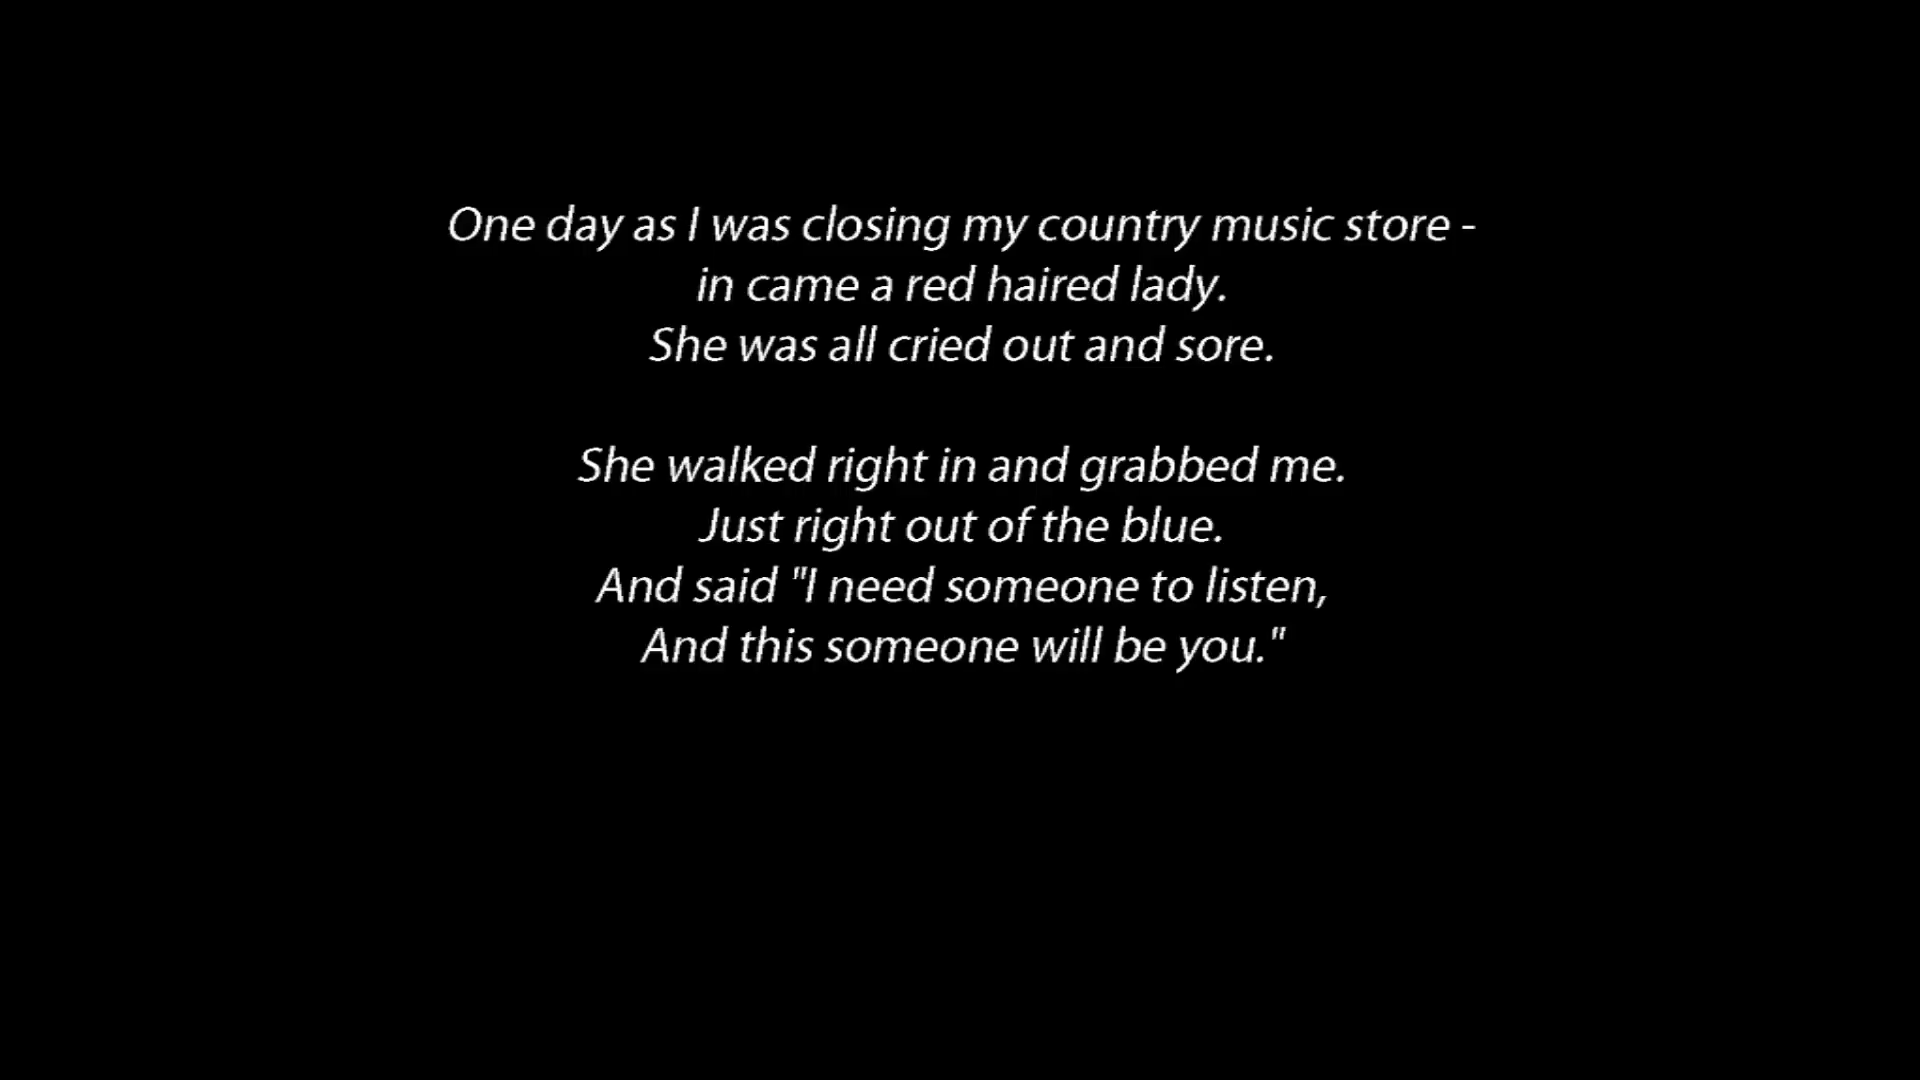 One day as I was closing my country music store -
in came a red haired lady.
She was all cried out and sore.
She walked right in and grabbed me.
Just right out of the blue.
And said "I need someone to listen,
And this someone will be you."